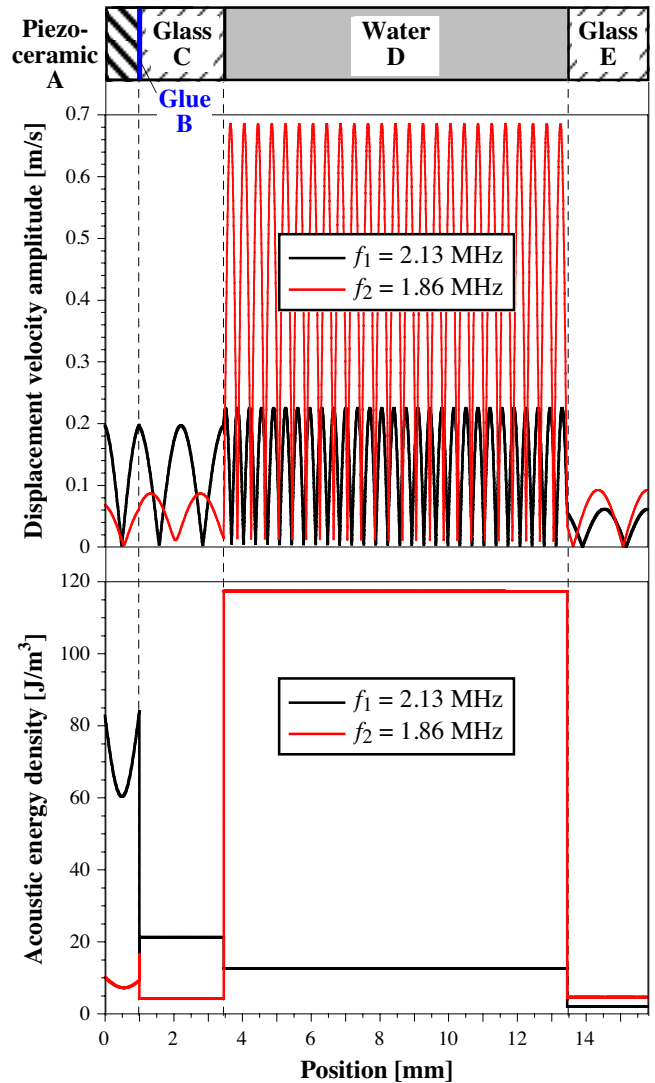 Piezo-
ceramic
A
Glass
C
Water
D
Glass
E
Glue
B
Displacement velocity amplitude [m/s]
0.7
0.6
0.5
0.4
0.3
0.2
0.1
0
f1 = 2.13 MHz
f2 = 1.86 MHz
Acoustic energy density [J/m³]
120
100
80
60
40
20
0
f1 = 2.13 MHz
f2 = 1.86 MHz
0 2 4 6 8 10 12 14
Position [mm]